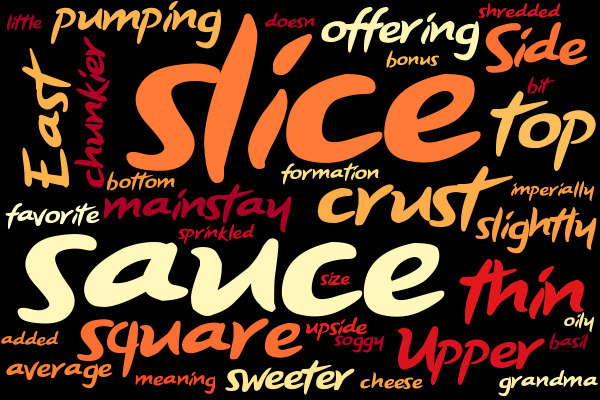 little
pumping
doesn
offering
shredded
Side
bonus
slice
East
chunkier
bit
top
bottom
formation
imperially
favorite
mainstay
crust
slightly
sprinkled
sauce
size
thin
oily
added
square
upside
soggy
Upper
basil
average
meaning
sweeter
cheese
grandma